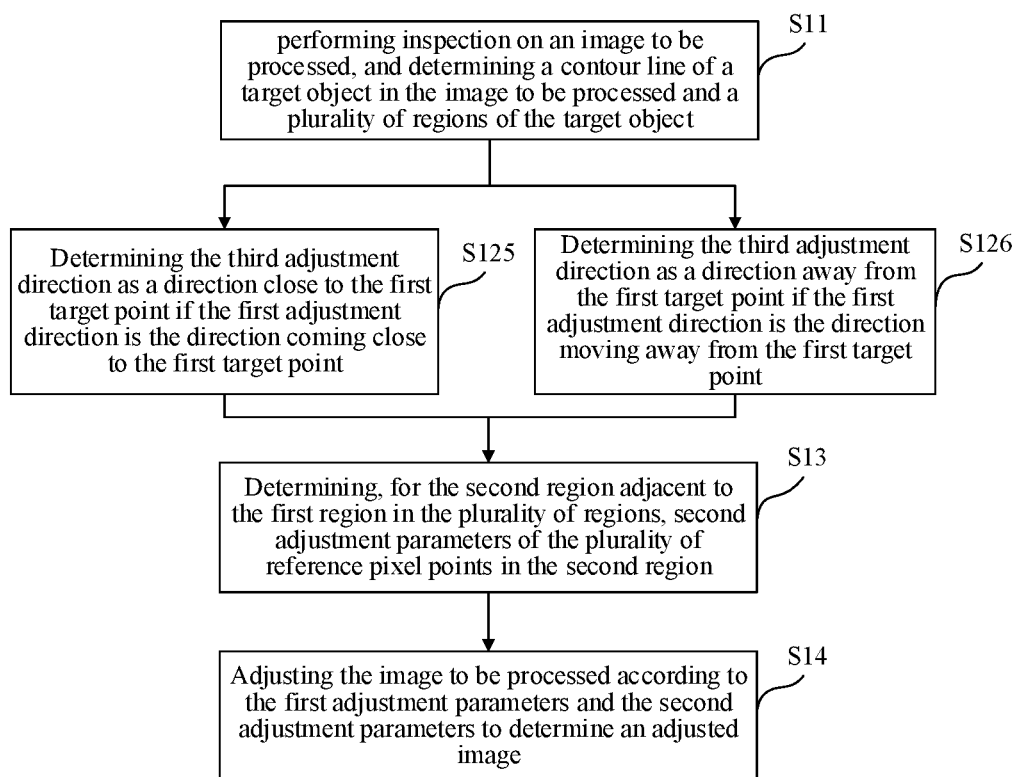 S11
performing inspection on an image to be
processed, and determining a contour line of a
target object in the image to be processed and a
plurality of regions of the target object
S125
Determining the third adjustment
direction as a direction close to the first
target point if the first adjustment
direction is the direction coming close
to the first target point
S126
Determining the third adjustment
direction as a direction away from
the first target point if the first
adjustment direction is the direction
moving away from the first target
point
S13
Determining, for the second region adjacent to
the first region in the plurality of regions, second
adjustment parameters of the plurality of
reference pixel points in the second region
S14
Adjusting the image to be processed according to
the first adjustment parameters and the second
adjustment parameters to determine an adjusted
image